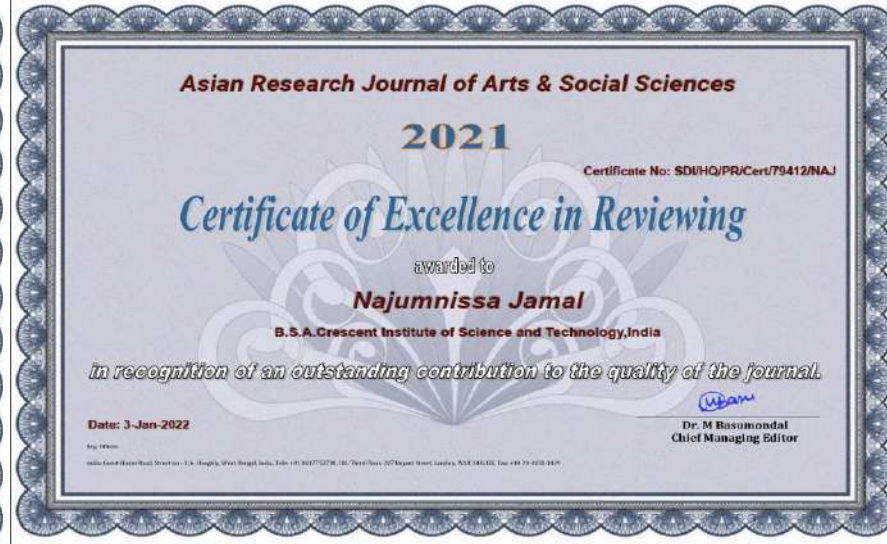 Asian Research Journal of Arts & Social Sciences
2021
Certificate No: SDI/HQ/PR/Cert/79412/NAJ
Certificate of Excellence in Reviewing
awarded to
Najumnissa Jamal
B.S.A.Crescent Institute of Science and Technology,India
in recognition of an outstanding contribution to the quality of the journal.
Date: 3-Jan-2022
Dr. M Basumondal
Chief Managing Editor